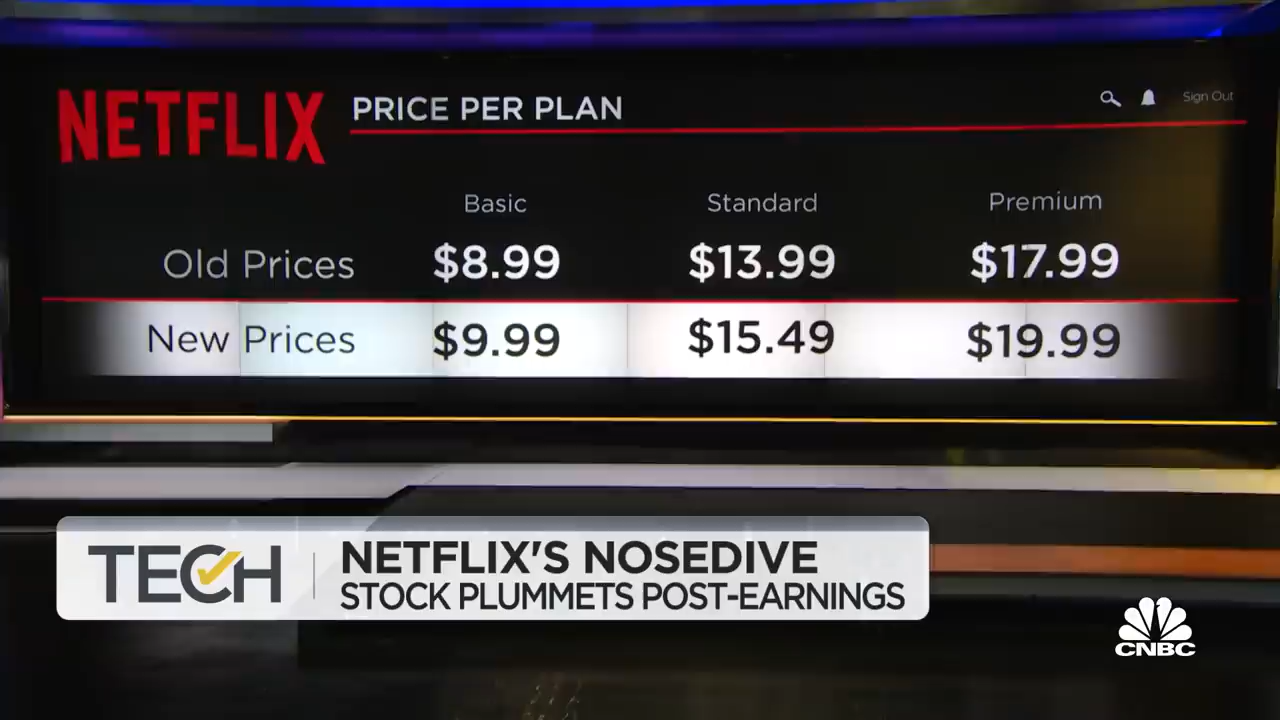 NETFLIX PRICE PER PLAN Sign Out
Basic Standard Premium
Old Prices $8.99 $13.99 $17.99
New Prices $9.99 $15.49 $19.99
TECH NETFLIX'S NOSEDIVE
STOCK PLUMMETS POST-EARNINGS
CNBC